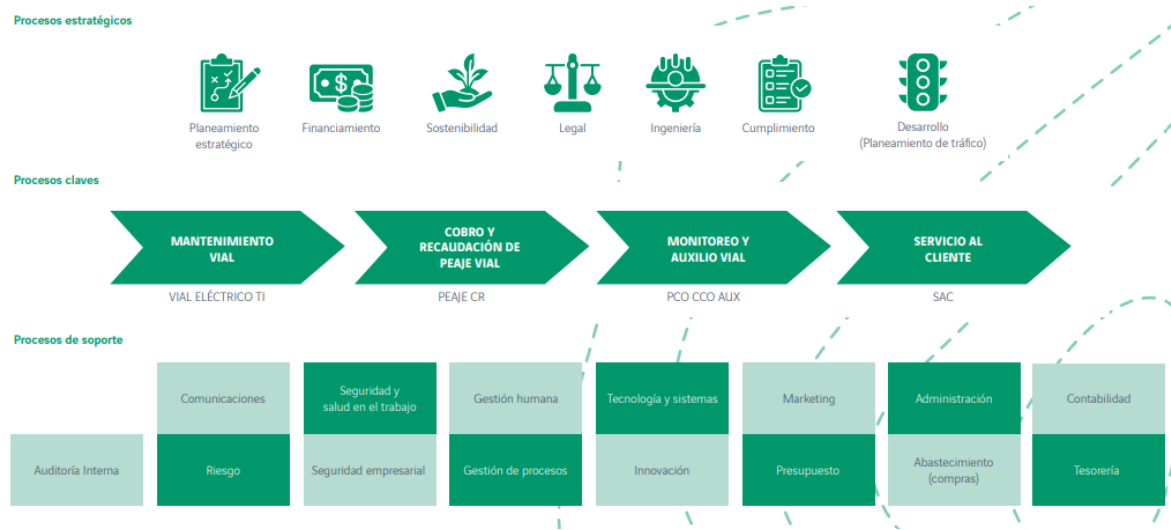 Procesos estratégicos
Planeamiento
estratégico
Financiamiento
Sostenibilidad
Legal
Ingeniería
Cumplimiento
Desarrollo
(Planeamiento de tráfico)
Procesos claves
MANTENIMIENTO
VIAL
COBRO Y
RECAUDACIÓN DE
PEAJE VIAL
MONITOREO Y
AUXILIO VIAL
SERVICIO AL
CLIENTE
VIAL ELÉCTRICO TI
PEAJE CR
PCO CCO AUX
SAC
Procesos de soporte
Comunicaciones
Seguridad y
salud en el trabajo
Gestión humana
Tecnología y sistemas
Marketing
Administración
Contabilidad
Auditoría Interna
Riesgo
Seguridad empresarial
Gestión de procesos
Innovación
Presupuesto
Abastecimiento
(compras)
Tesorería